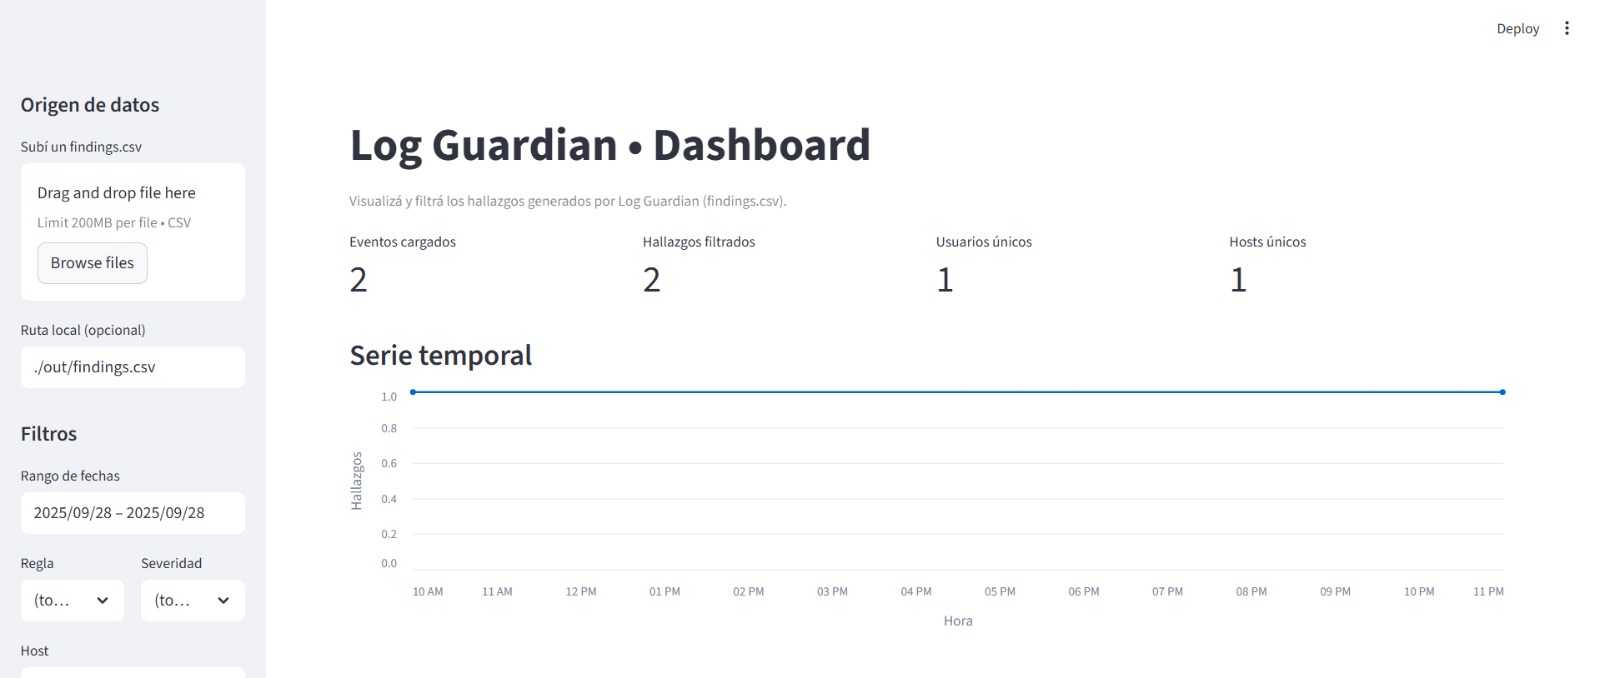 Deploy
Origen de datos
Subí un findings.csv
Drag and drop file here
Limit 200MB per file • CSV
Browse files
Ruta local (opcional)
./out/findings.csv
Filtros
Rango de fechas
2025/09/28 – 2025/09/28
Regla Severidad
(to... (to...
Host
Log Guardian • Dashboard
Visualizá y filtrá los hallazgos generados por Log Guardian (findings.csv).
Eventos cargados Hallazgos filtrados Usuarios únicos Hosts únicos
2 2 1 1
Serie temporal
Hallazgos
1.0
0.8
0.6
0.4
0.2
0.0
10 AM 11 AM 12 PM 01 PM 02 PM 03 PM 04 PM 05 PM 06 PM 07 PM 08 PM 09 PM 10 PM 11 PM
Hora